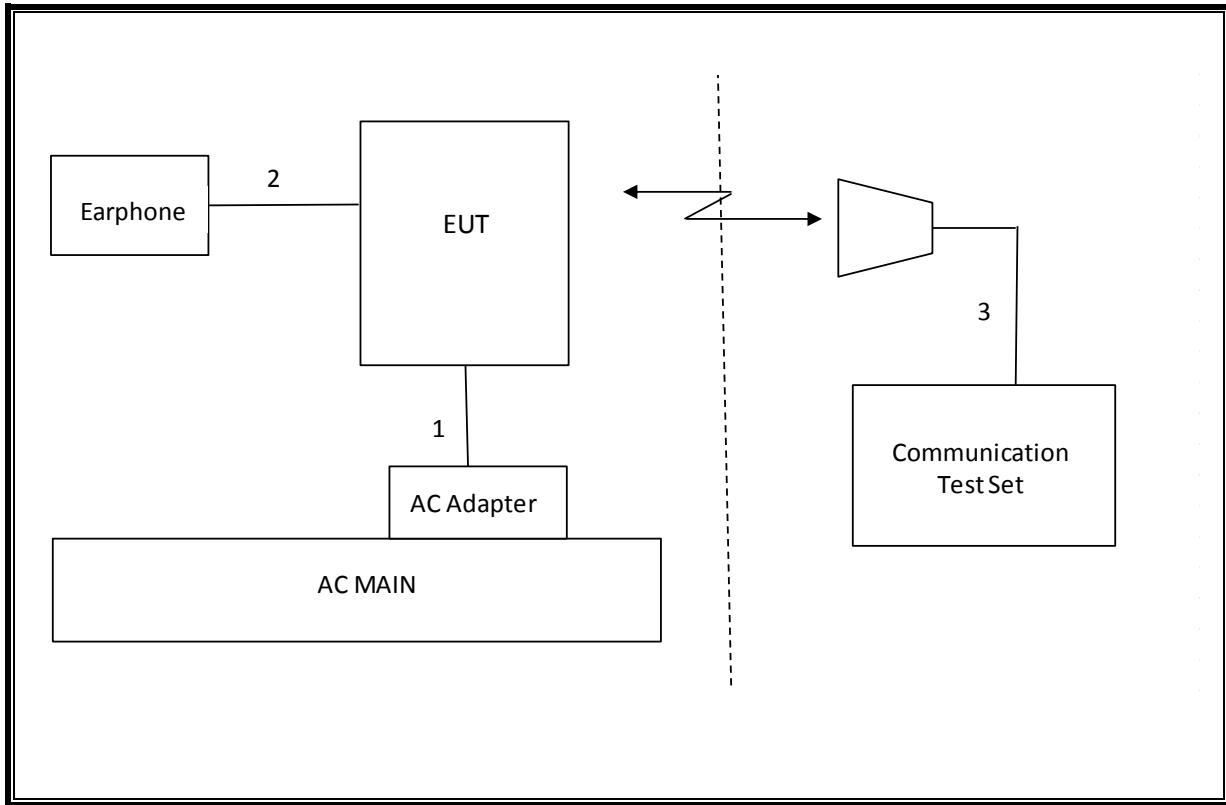 2
Earphone
EUT
3
1
Communication
Test Set
AC Adapter
AC MAIN